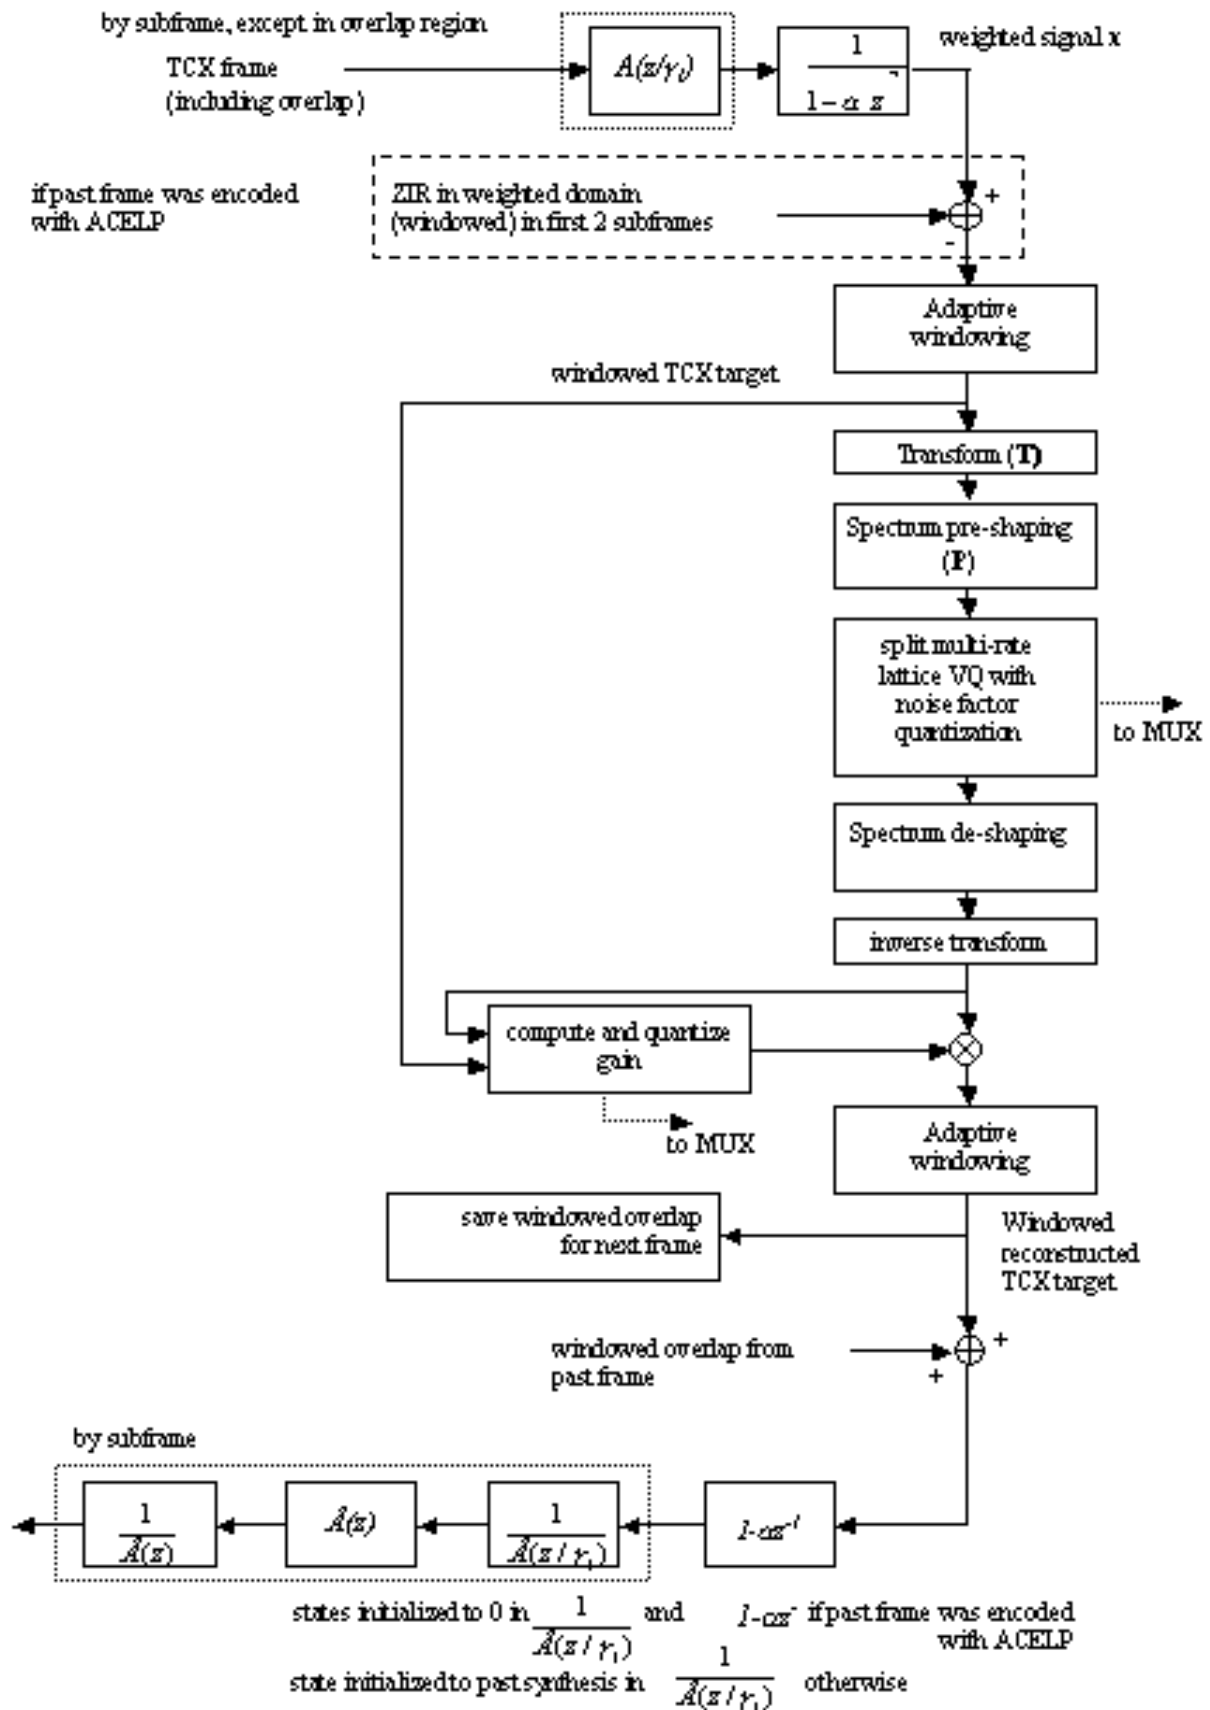 by subframe, except in overlap region
TCX frame
(including overlap)
A(z/γ₁)
1
1 – α z⁻
weighted signal x
if past frame was encoded
with ACELP
ZIR in weighted domain
(windowed) in first 2 subframes
+
-
Adaptive
windowing
windowed TCX target
Transform (T)
Spectrum pre-shaping
(P)
split multi-rate
lattice VQ with
noise factor
quantization
to MUX
Spectrum de-shaping
inverse transform
compute and quantize
gain
to MUX
Adaptive
windowing
save windowed overlap
for next frame
Windowed
reconstructed
TCX target
windowed overlap from
past frame
+
+
by subframe
1
Â(z)
Â(z)
1
Â(z / γ₁)
1-αz⁻¹
states initialized to 0 in 1 / Â(z / γ₁) and 1-αz⁻ if past frame was encoded
with ACELP
state initialized to past synthesis in 1 / Â(z / γ₁) otherwise